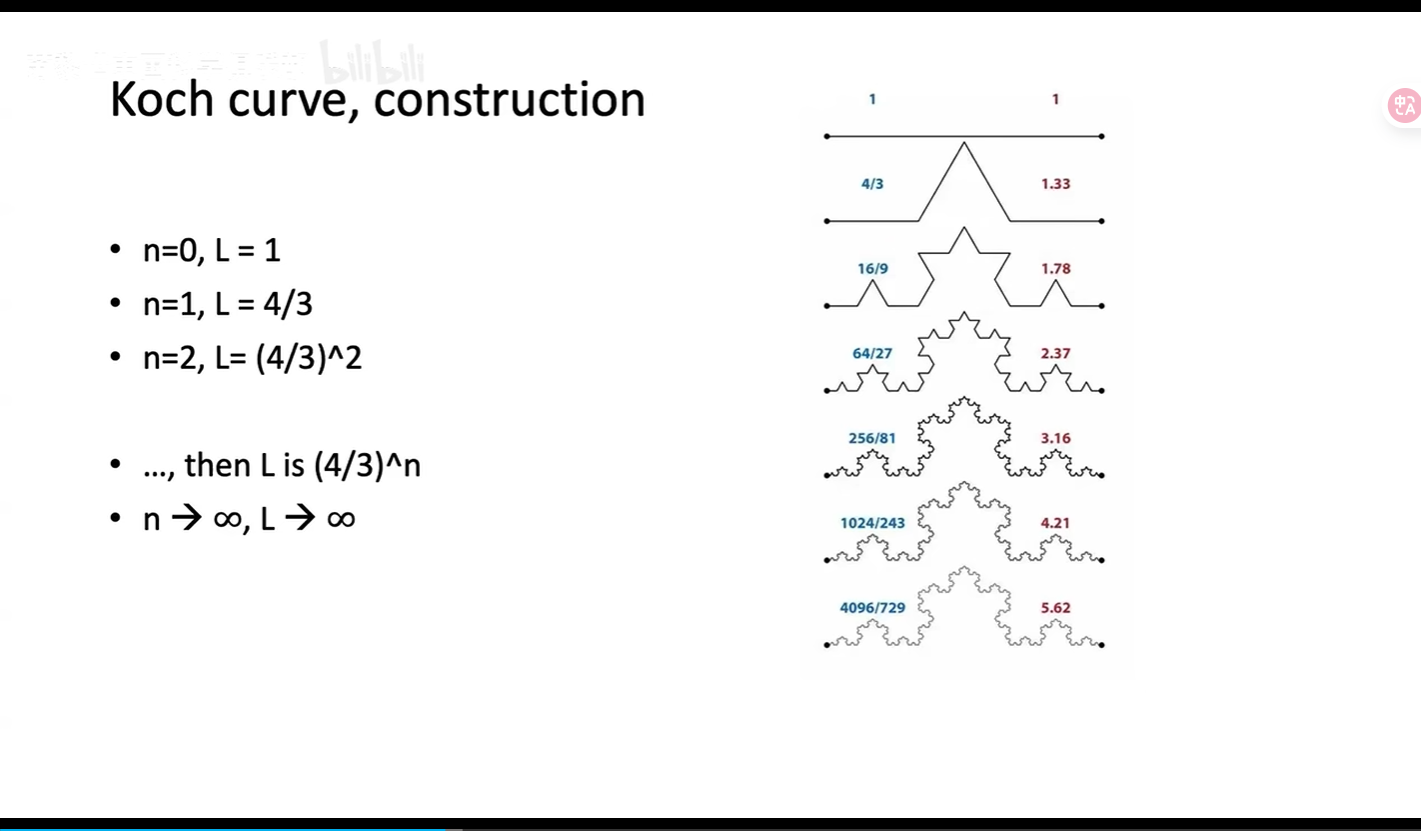 bilibili
Koch curve, construction
• n=0, L = 1
• n=1, L = 4/3
• n=2, L= (4/3)^2
• ..., then L is (4/3)^n
• n → ∞, L → ∞
1 1
4/3 1.33
16/9 1.78
64/27 2.37
256/81 3.16
1024/243 4.21
4096/729 5.62
中
A